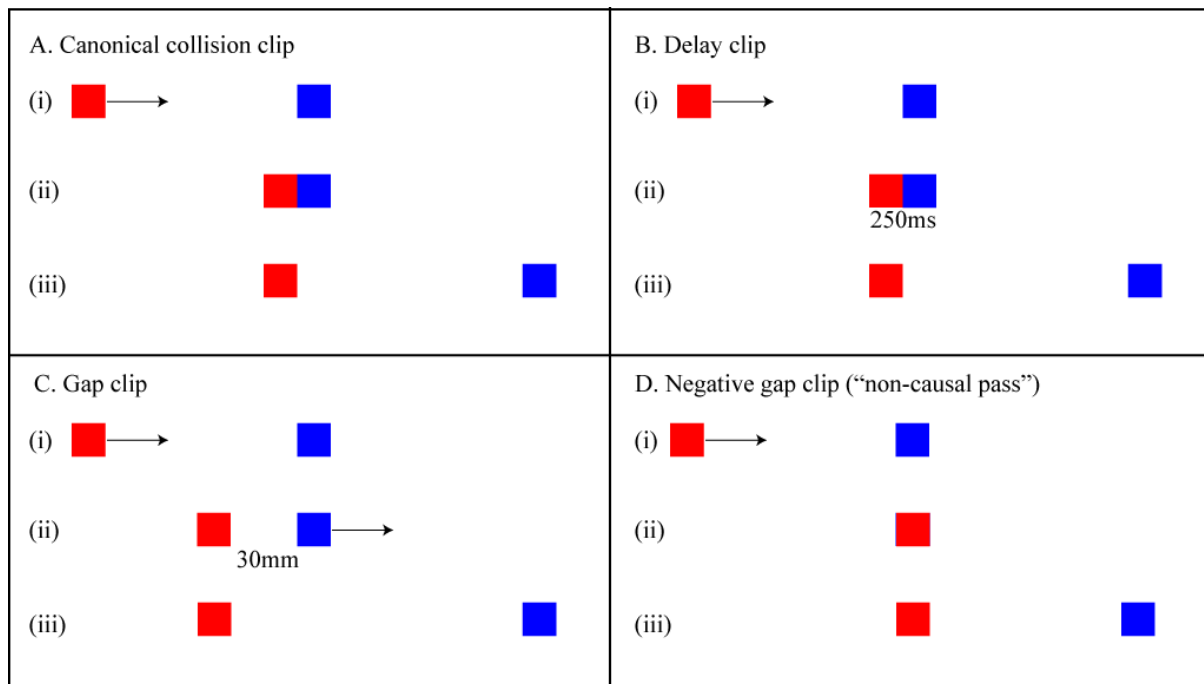 A. Canonical collision clip
(i)
(ii)
(iii)
B. Delay clip
(i)
(ii)
250ms
(iii)
C. Gap clip
(i)
(ii)
30mm
(iii)
D. Negative gap clip (“non-causal pass”)
(i)
(ii)
(iii)